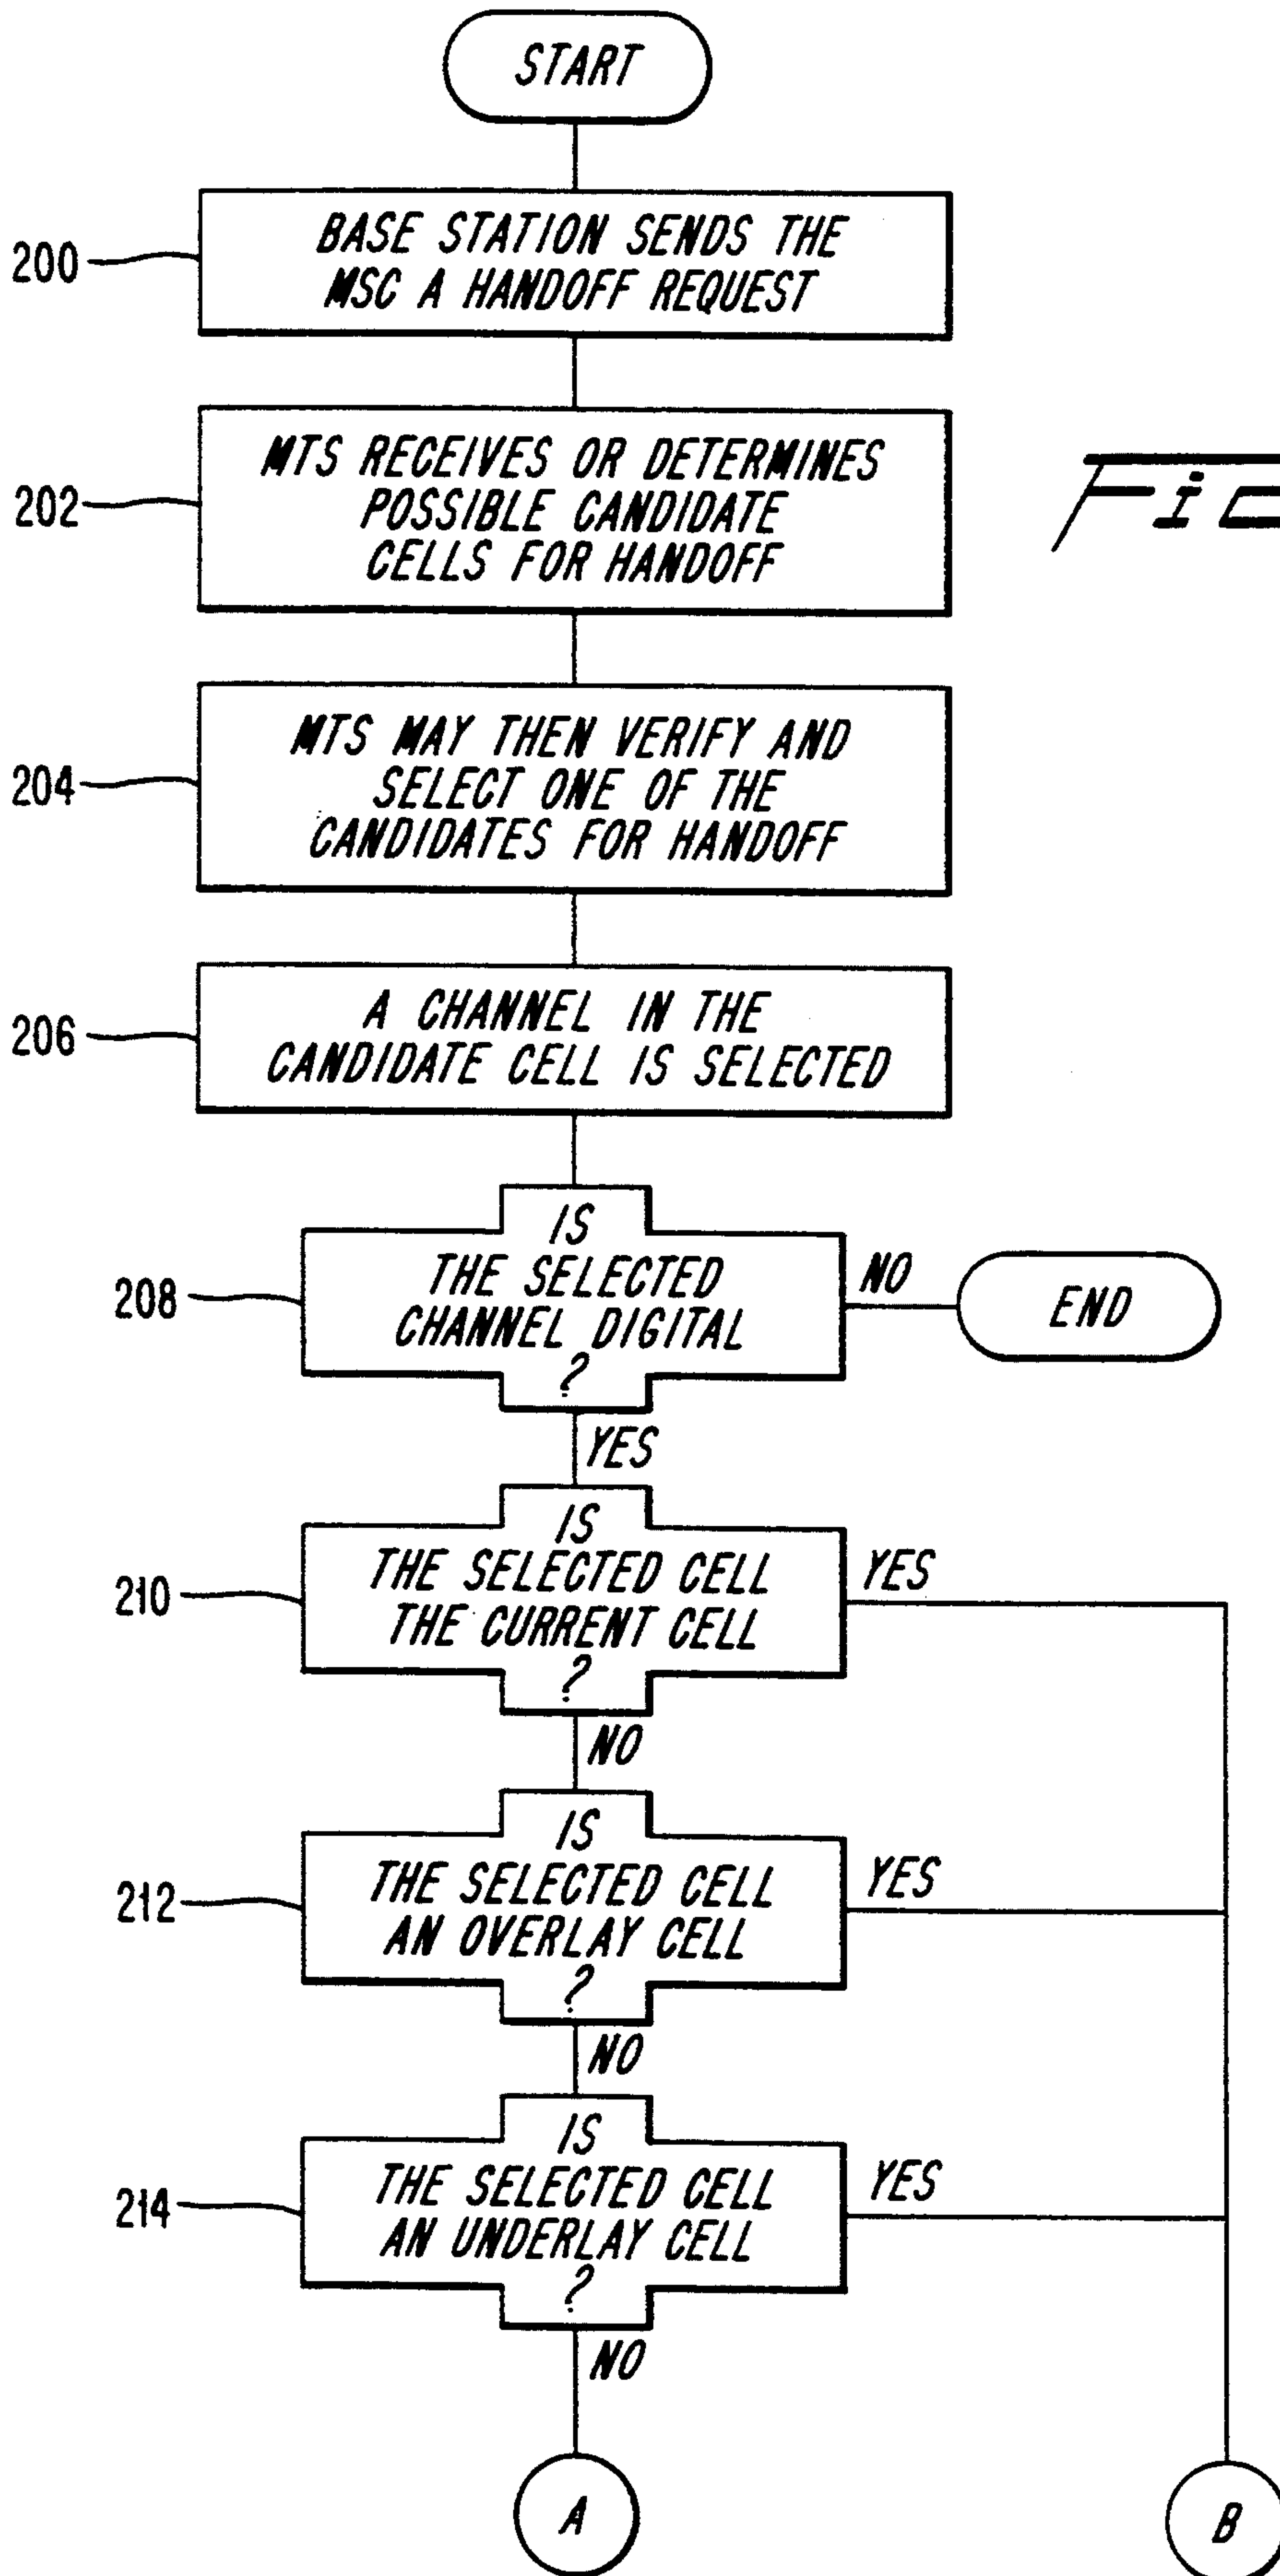 START
200
BASE STATION SENDS THE
MSC A HANDOFF REQUEST
202
MTS RECEIVES OR DETERMINES
POSSIBLE CANDIDATE
CELLS FOR HANDOFF
204
MTS MAY THEN VERIFY AND
SELECT ONE OF THE
CANDIDATES FOR HANDOFF
206
A CHANNEL IN THE
CANDIDATE CELL IS SELECTED
208
IS
THE SELECTED
CHANNEL DIGITAL
?
NO
END
YES
210
IS
THE SELECTED CELL
THE CURRENT CELL
?
YES
NO
212
IS
THE SELECTED CELL
AN OVERLAY CELL
?
YES
NO
214
IS
THE SELECTED CELL
AN UNDERLAY CELL
?
YES
NO
A
B